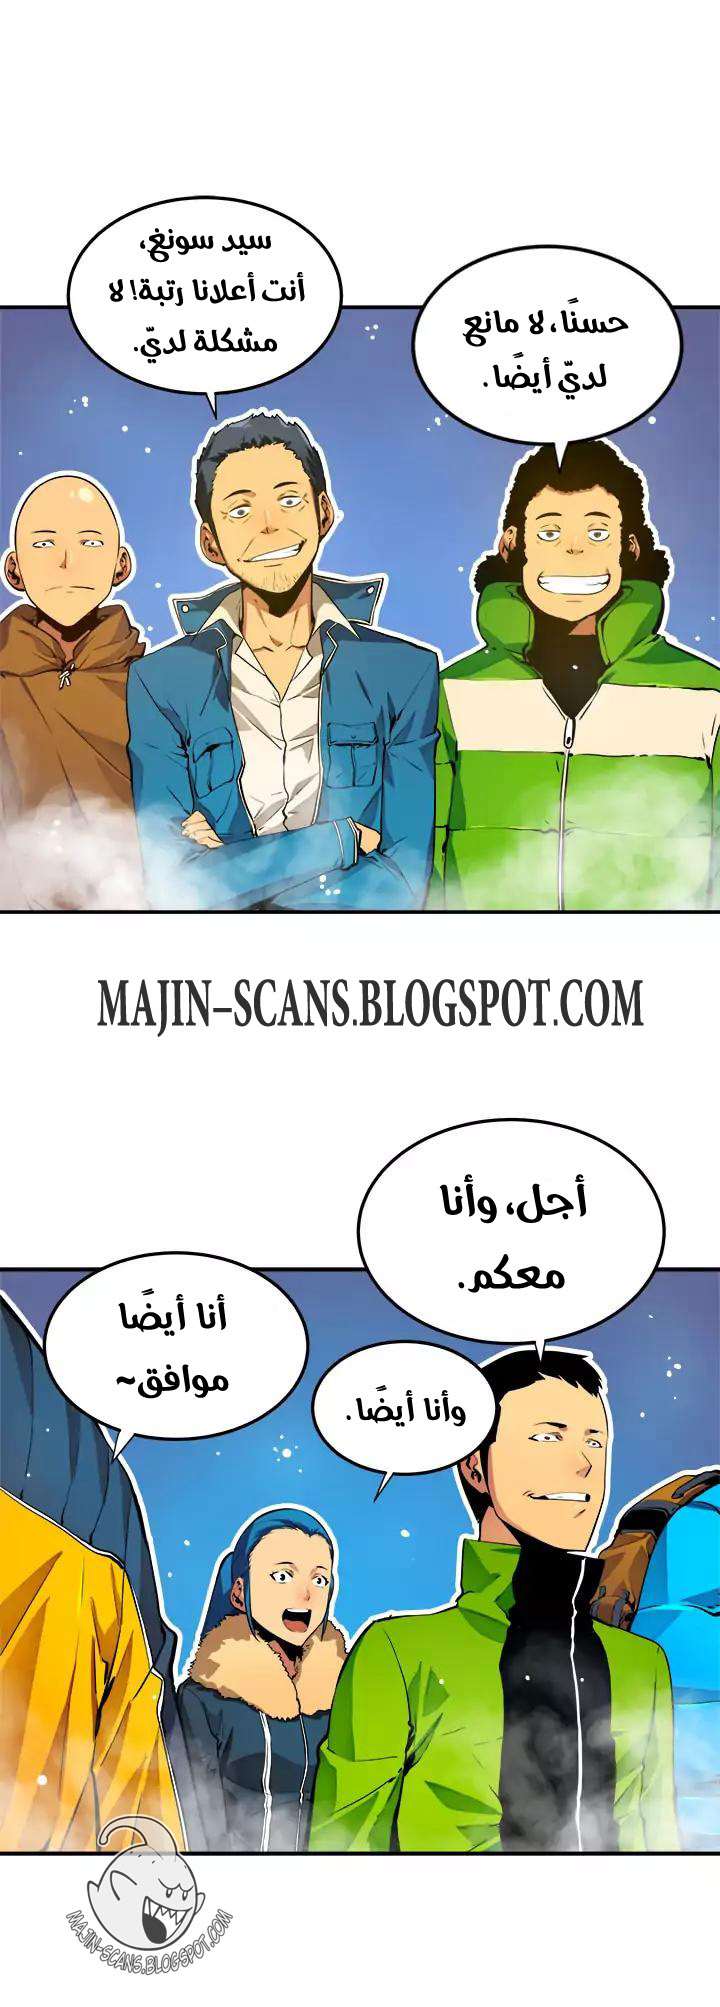 سيد سونغ،
أنت أعلانا رتبة! لا
مشكلة لديّ.
حسنًا، لا مانع
لديّ أيضًا.
MAJIN-SCANS.BLOGSPOT.COM
أجل، وأنا
معكم.
أنا أيضًا
موافق~
وأنا أيضًا.
MAJIN-SCANS.BLOGSPOT.COM